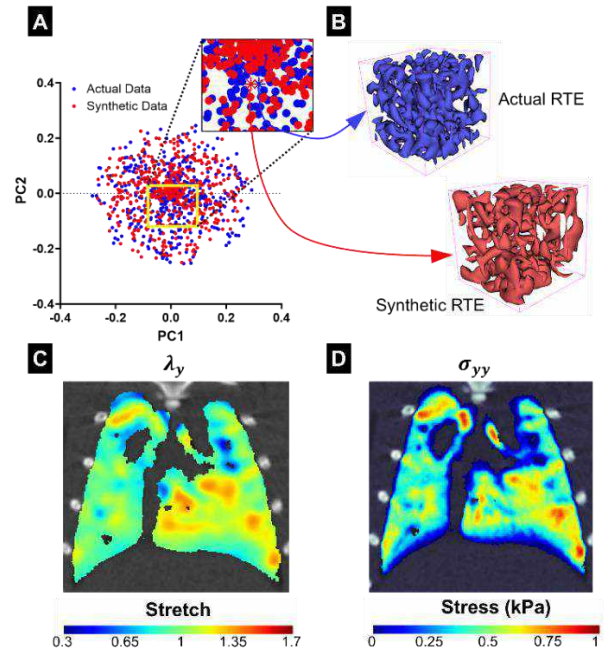 A
B
Actual Data
Synthetic Data
0.4
0.2
0.0
-0.2
-0.4
PC2
-0.4
-0.2
0.0
0.2
0.4
PC1
Actual RTE
Synthetic RTE
C
λy
D
σyy
Stretch
0.3 0.65 1 1.35 1.7
Stress (kPa)
0 0.25 0.5 0.75 1